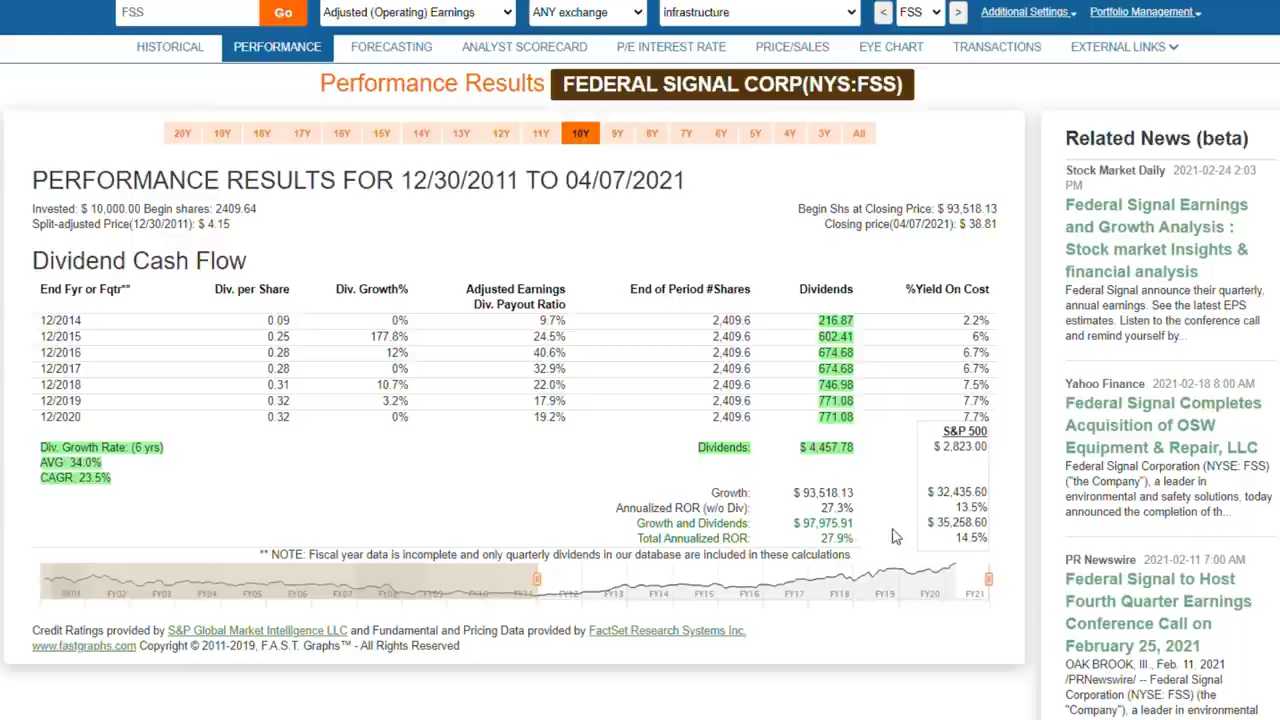 FSS Go Adjusted (Operating) Earnings ANY exchange infrastructure < FSS > Additional Settings Portfolio Management
HISTORICAL PERFORMANCE FORECASTING ANALYST SCORECARD P/E INTEREST RATE PRICE/SALES EYE CHART TRANSACTIONS EXTERNAL LINKS
Performance Results FEDERAL SIGNAL CORP(NYS:FSS)
20Y 19Y 18Y 17Y 16Y 15Y 14Y 13Y 12Y 11Y 10Y 9Y 8Y 7Y 6Y 5Y 4Y 3Y All
PERFORMANCE RESULTS FOR 12/30/2011 TO 04/07/2021
Invested: $ 10,000.00 Begin shares: 2409.64 Begin Shs at Closing Price: $ 93,518.13
Split-adjusted Price(12/30/2011): $ 4.15 Closing price(04/07/2021): $ 38.81
Dividend Cash Flow
End Fyr or Fqtr** Div. per Share Div. Growth% Adjusted Earnings End of Period #Shares Dividends %Yield On Cost
Div. Payout Ratio
12/2014 0.09 0% 9.7% 2,409.6 216.87 2.2%
12/2015 0.25 177.8% 24.5% 2,409.6 602.41 6%
12/2016 0.28 12% 40.6% 2,409.6 674.68 6.7%
12/2017 0.28 0% 32.9% 2,409.6 674.68 6.7%
12/2018 0.31 10.7% 22.0% 2,409.6 746.98 7.5%
12/2019 0.32 3.2% 17.9% 2,409.6 771.08 7.7%
12/2020 0.32 0% 19.2% 2,409.6 771.08 7.7%
S&P 500
Div. Growth Rate: (6 yrs) Dividends: $ 4,457.78 $ 2,823.00
AVG: 34.0%
CAGR: 23.5%
Growth: $ 93,518.13 $ 32,435.60
Annualized ROR (w/o Div): 27.3% 13.5%
Growth and Dividends: $ 97,975.91 $ 35,258.60
Total Annualized ROR: 27.9% 14.5%
** NOTE: Fiscal year data is incomplete and only quarterly dividends in our database are included in these calculations.
FY01 FY02 FY03 FY04 FY05 FY06 FY07 FY08 FY09 FY10 FY11 FY12 FY13 FY14 FY15 FY16 FY17 FY18 FY19 FY20 FY21
Credit Ratings provided by S&P Global Market Intelligence LLC and Fundamental and Pricing Data provided by FactSet Research Systems Inc.
www.fastgraphs.com Copyright © 2011-2019, F.A.S.T. Graphs™ - All Rights Reserved
Related News (beta)
Stock Market Daily 2021-02-24 2:03
PM
Federal Signal Earnings
and Growth Analysis :
Stock market Insights &
financial analysis
Federal Signal announce their quarterly,
annual earnings. See the latest EPS
estimates. Listen to the conference call
and remind yourself by...
Yahoo Finance 2021-02-18 8:00 AM
Federal Signal Completes
Acquisition of OSW
Equipment & Repair, LLC
Federal Signal Corporation (NYSE: FSS)
("the Company"), a leader in
environmental and safety solutions, today
announced the completion of th...
PR Newswire 2021-02-11 7:00 AM
Federal Signal to Host
Fourth Quarter Earnings
Conference Call on
February 25, 2021
OAK BROOK, Ill., Feb. 11, 2021
/PRNewswire/ -- Federal Signal
Corporation (NYSE: FSS) (the
"Company"), a leader in environmental